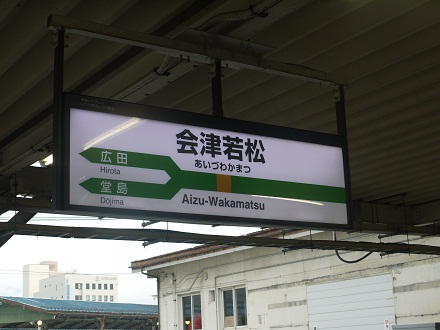 会津若松
あいづわかまつ
広田
Hirota
堂島
Dōjima
Aizu-Wakamatsu